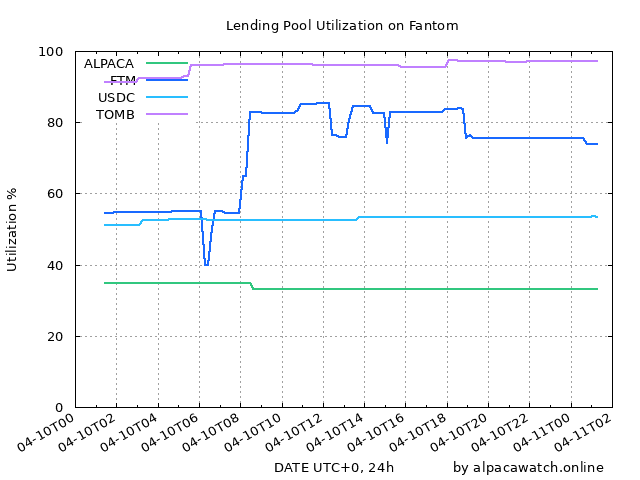 Lending Pool Utilization on Fantom
100
80
60
40
20
0
Utilization %
ALPACA
FTM
USDC
TOMB
04-10T00
04-10T02
04-10T04
04-10T06
04-10T08
04-10T10
04-10T12
04-10T14
04-10T16
04-10T18
04-10T20
04-10T22
04-11T00
04-11T02
DATE UTC+0, 24h
by alpacawatch.online